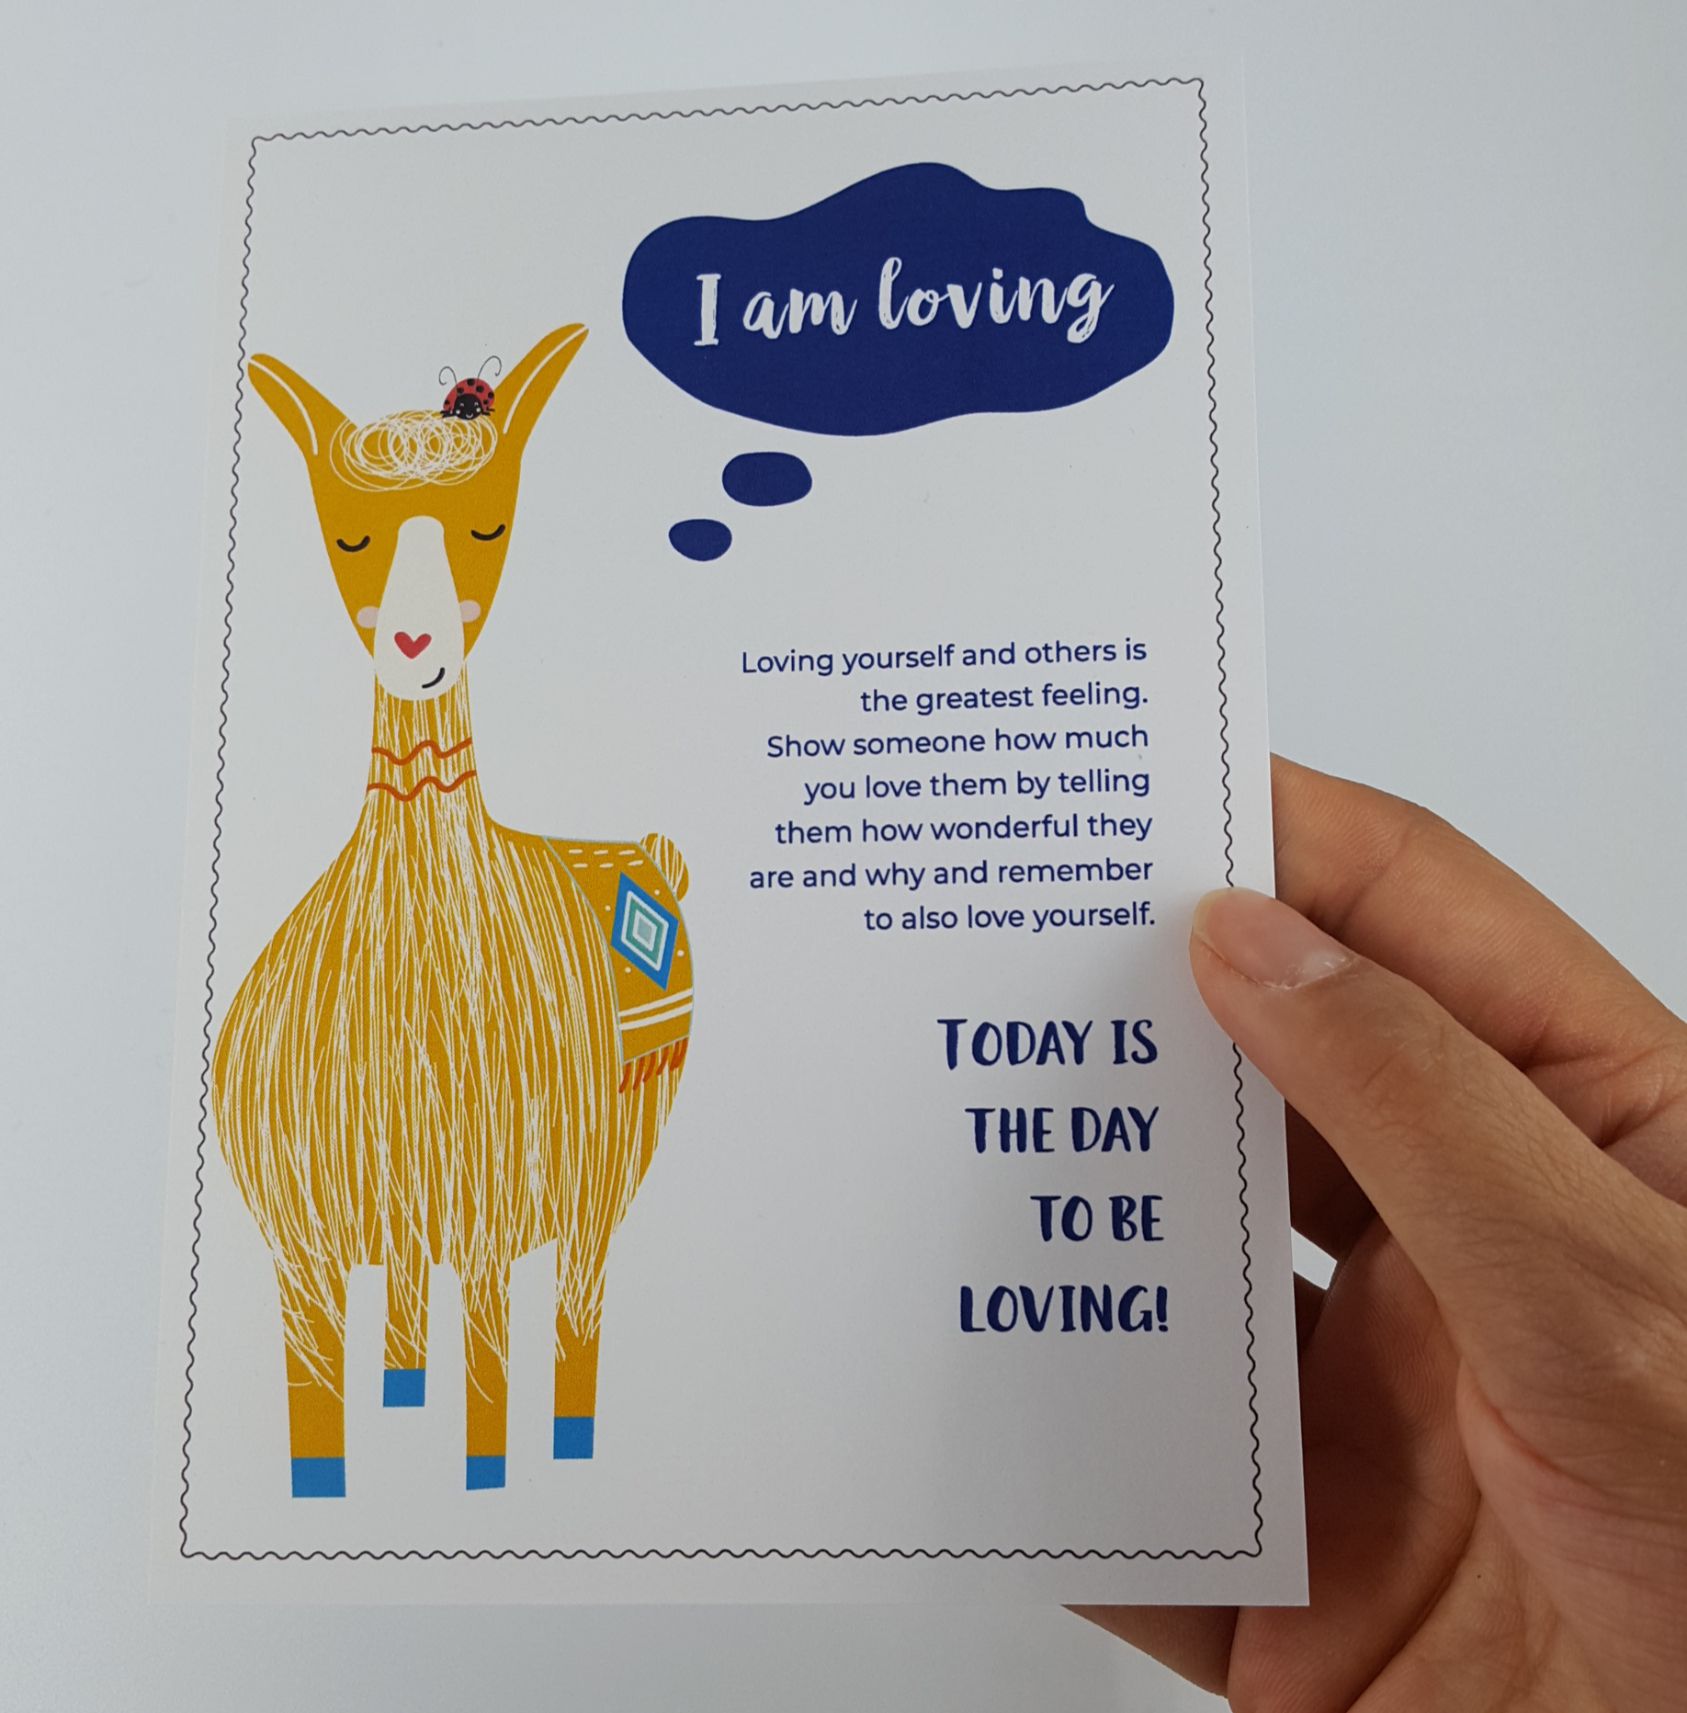 I am loving
Loving yourself and others is
the greatest feeling.
Show someone how much
you love them by telling
them how wonderful they
are and why and remember
to also love yourself.
TODAY IS
THE DAY
TO BE
LOVING!